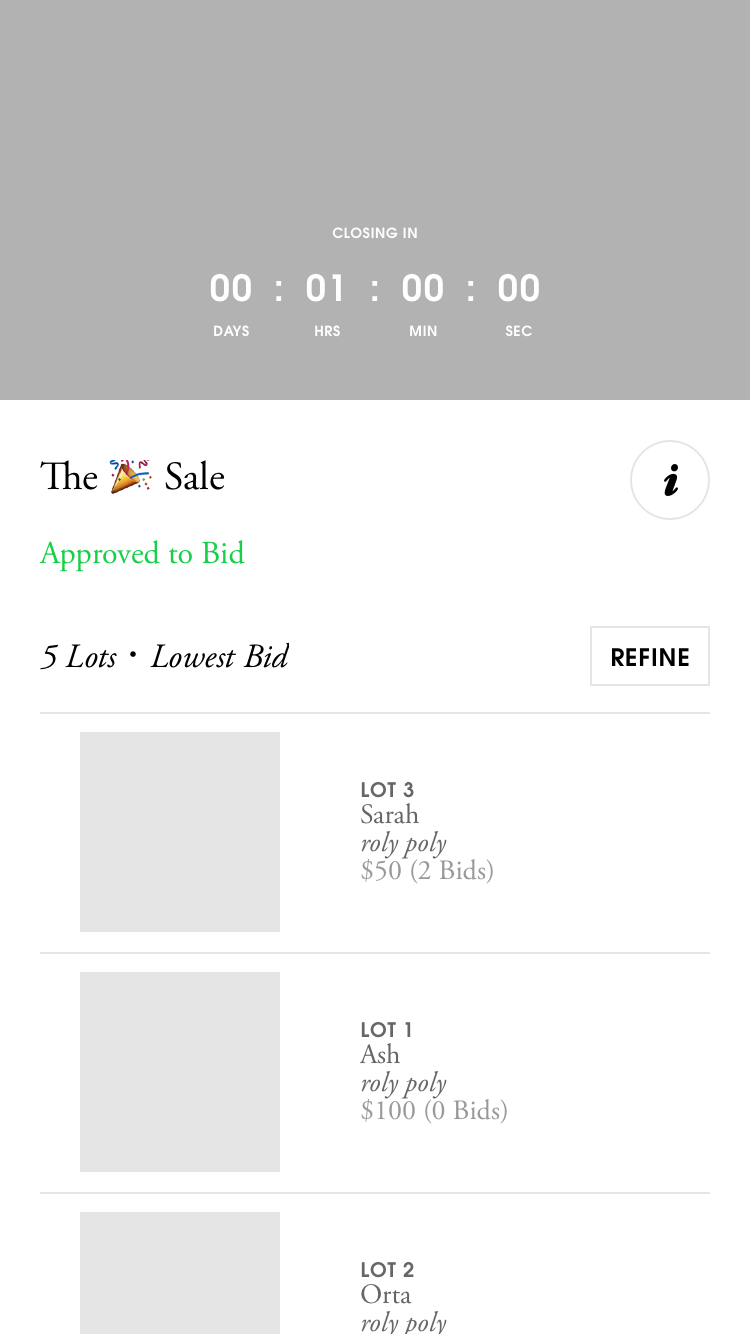 CLOSING IN
00 : 01 : 00 : 00
DAYS HRS MIN SEC
The 🎉 Sale
i
Approved to Bid
5 Lots • Lowest Bid
REFINE
LOT 3
Sarah
roly poly
$50 (2 Bids)
LOT 1
Ash
roly poly
$100 (0 Bids)
LOT 2
Orta
roly poly